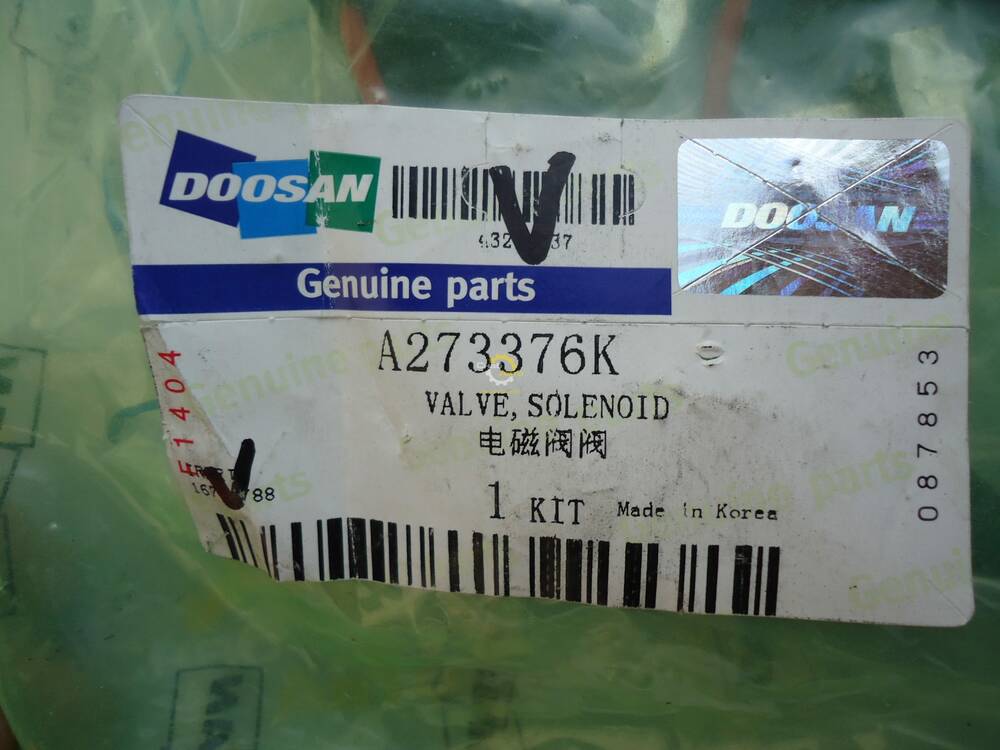 DOOSAN
DOOSAN
Genuine parts
A273376K
VALVE, SOLENOID
电磁阀阀
1 KIT Made in Korea
F1404
087853